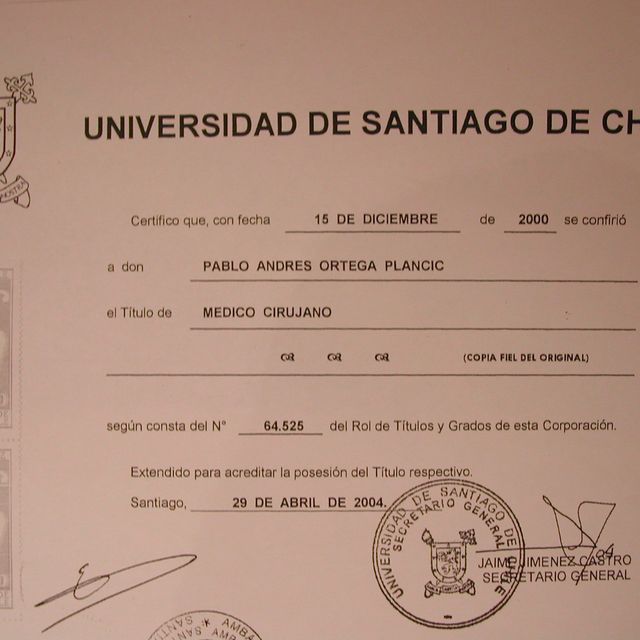 UNIVERSIDAD DE SANTIAGO DE CH
Certifico que, con fecha 15 DE DICIEMBRE de 2000 se confirió
a don PABLO ANDRES ORTEGA PLANCIC
el Título de MEDICO CIRUJANO
(COPIA FIEL DEL ORIGINAL)
según consta del N° 64.525 del Rol de Títulos y Grados de esta Corporación.
Extendido para acreditar la posesión del Título respectivo.
Santiago, 29 DE ABRIL DE 2004.
UNIVERSIDAD DE SANTIAGO DE CHILE
SECRETARIO GENERAL
JAIME JIMENEZ CASTRO
SECRETARIO GENERAL